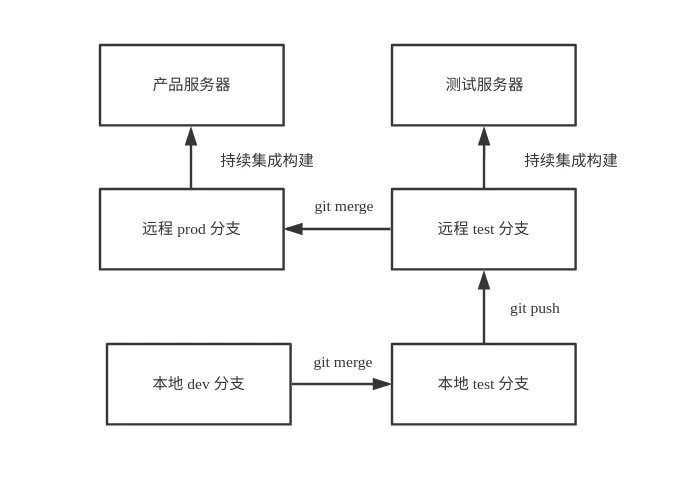 产品服务器
测试服务器
持续集成构建
持续集成构建
git merge
远程 prod 分支
远程 test 分支
git push
git merge
本地 dev 分支
本地 test 分支